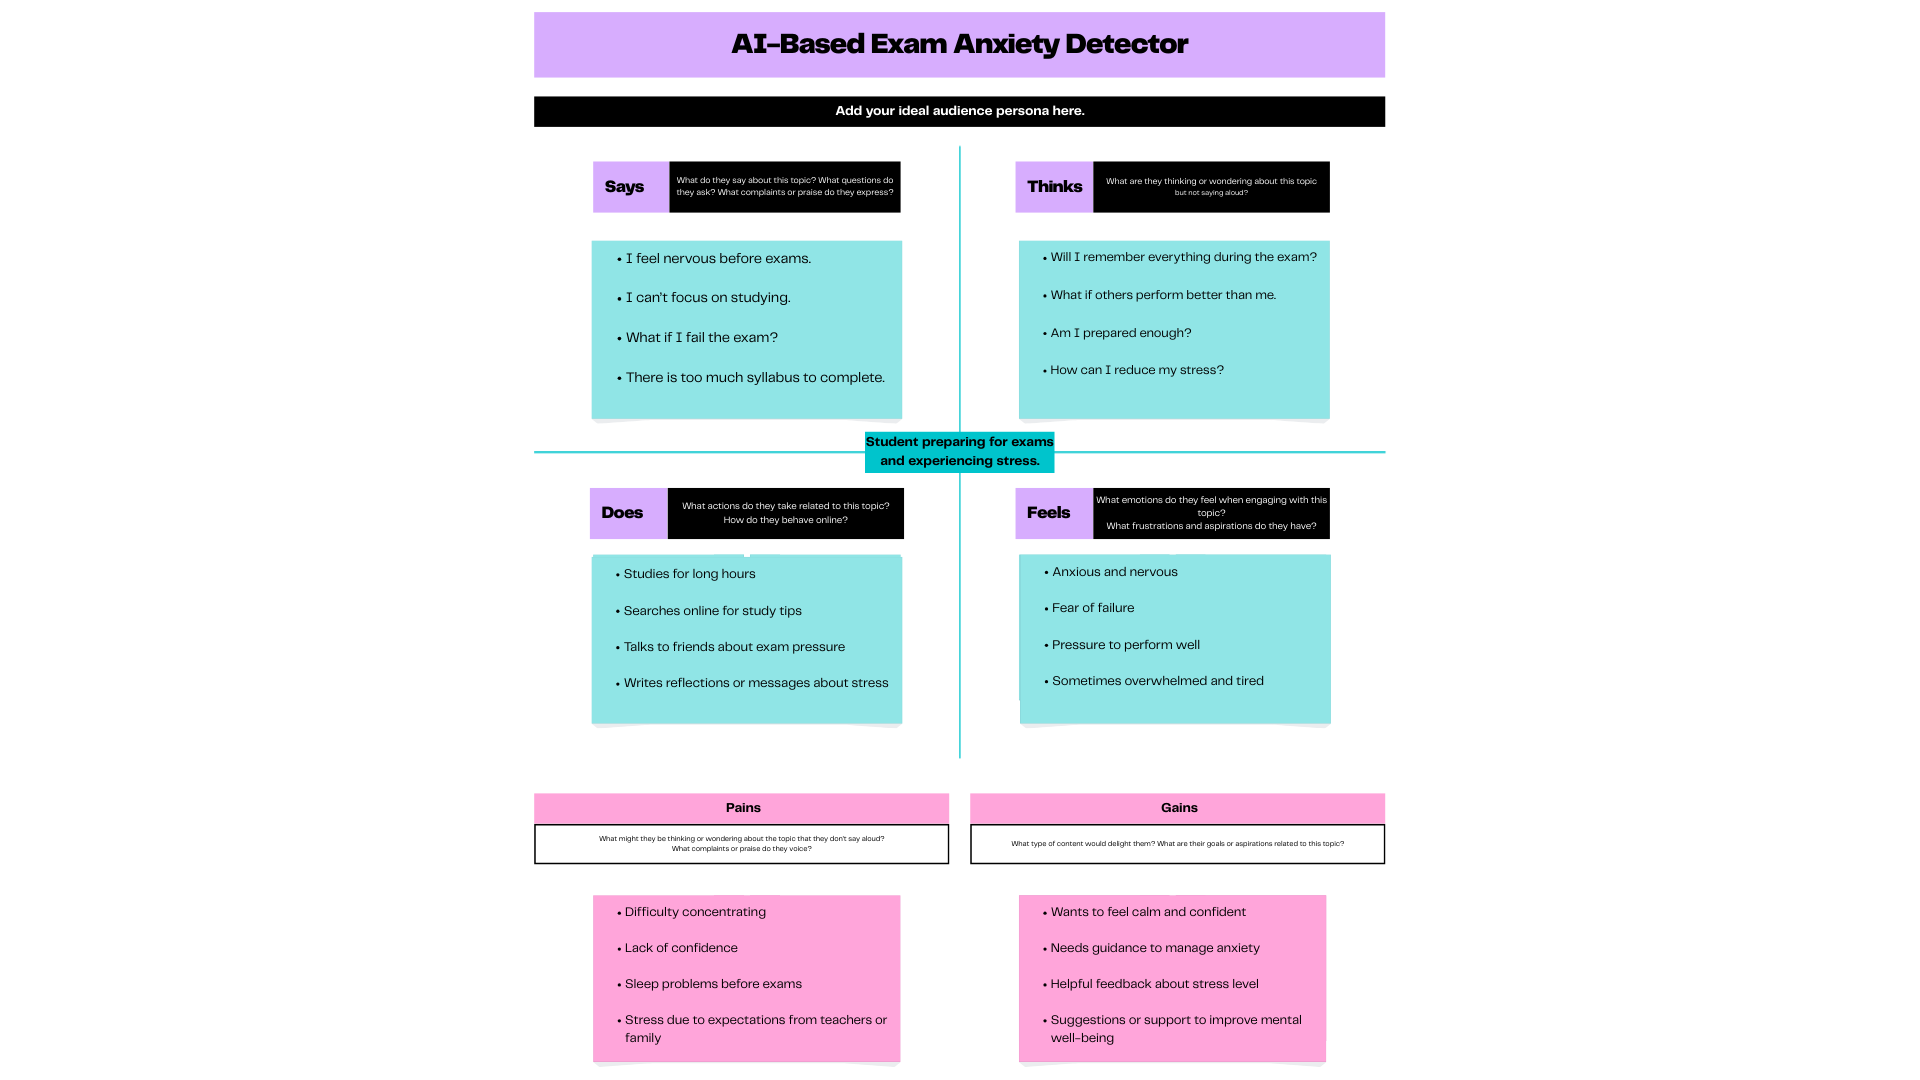 AI-Based Exam Anxiety Detector
Add your ideal audience persona here.
Says
What do they say about this topic? What questions do
they ask? What complaints or praise do they express?
Thinks
What are they thinking or wondering about this topic
but not saying aloud?
• I feel nervous before exams.
• I can't focus on studying.
• What if I fail the exam?
• There is too much syllabus to complete.
• Will I remember everything during the exam?
• What if others perform better than me.
• Am I prepared enough?
• How can I reduce my stress?
Student preparing for exams
and experiencing stress.
Does
What actions do they take related to this topic?
How do they behave online?
Feels
What emotions do they feel when engaging with this
topic?
What frustrations and aspirations do they have?
• Studies for long hours
• Searches online for study tips
• Talks to friends about exam pressure
• Writes reflections or messages about stress
• Anxious and nervous
• Fear of failure
• Pressure to perform well
• Sometimes overwhelmed and tired
Pains
What might they be thinking or wondering about the topic that they don't say aloud?
What complaints or praise do they voice?
Gains
What type of content would delight them? What are their goals or aspirations related to this topic?
• Difficulty concentrating
• Lack of confidence
• Sleep problems before exams
• Stress due to expectations from teachers or
family
• Wants to feel calm and confident
• Needs guidance to manage anxiety
• Helpful feedback about stress level
• Suggestions or support to improve mental
well-being